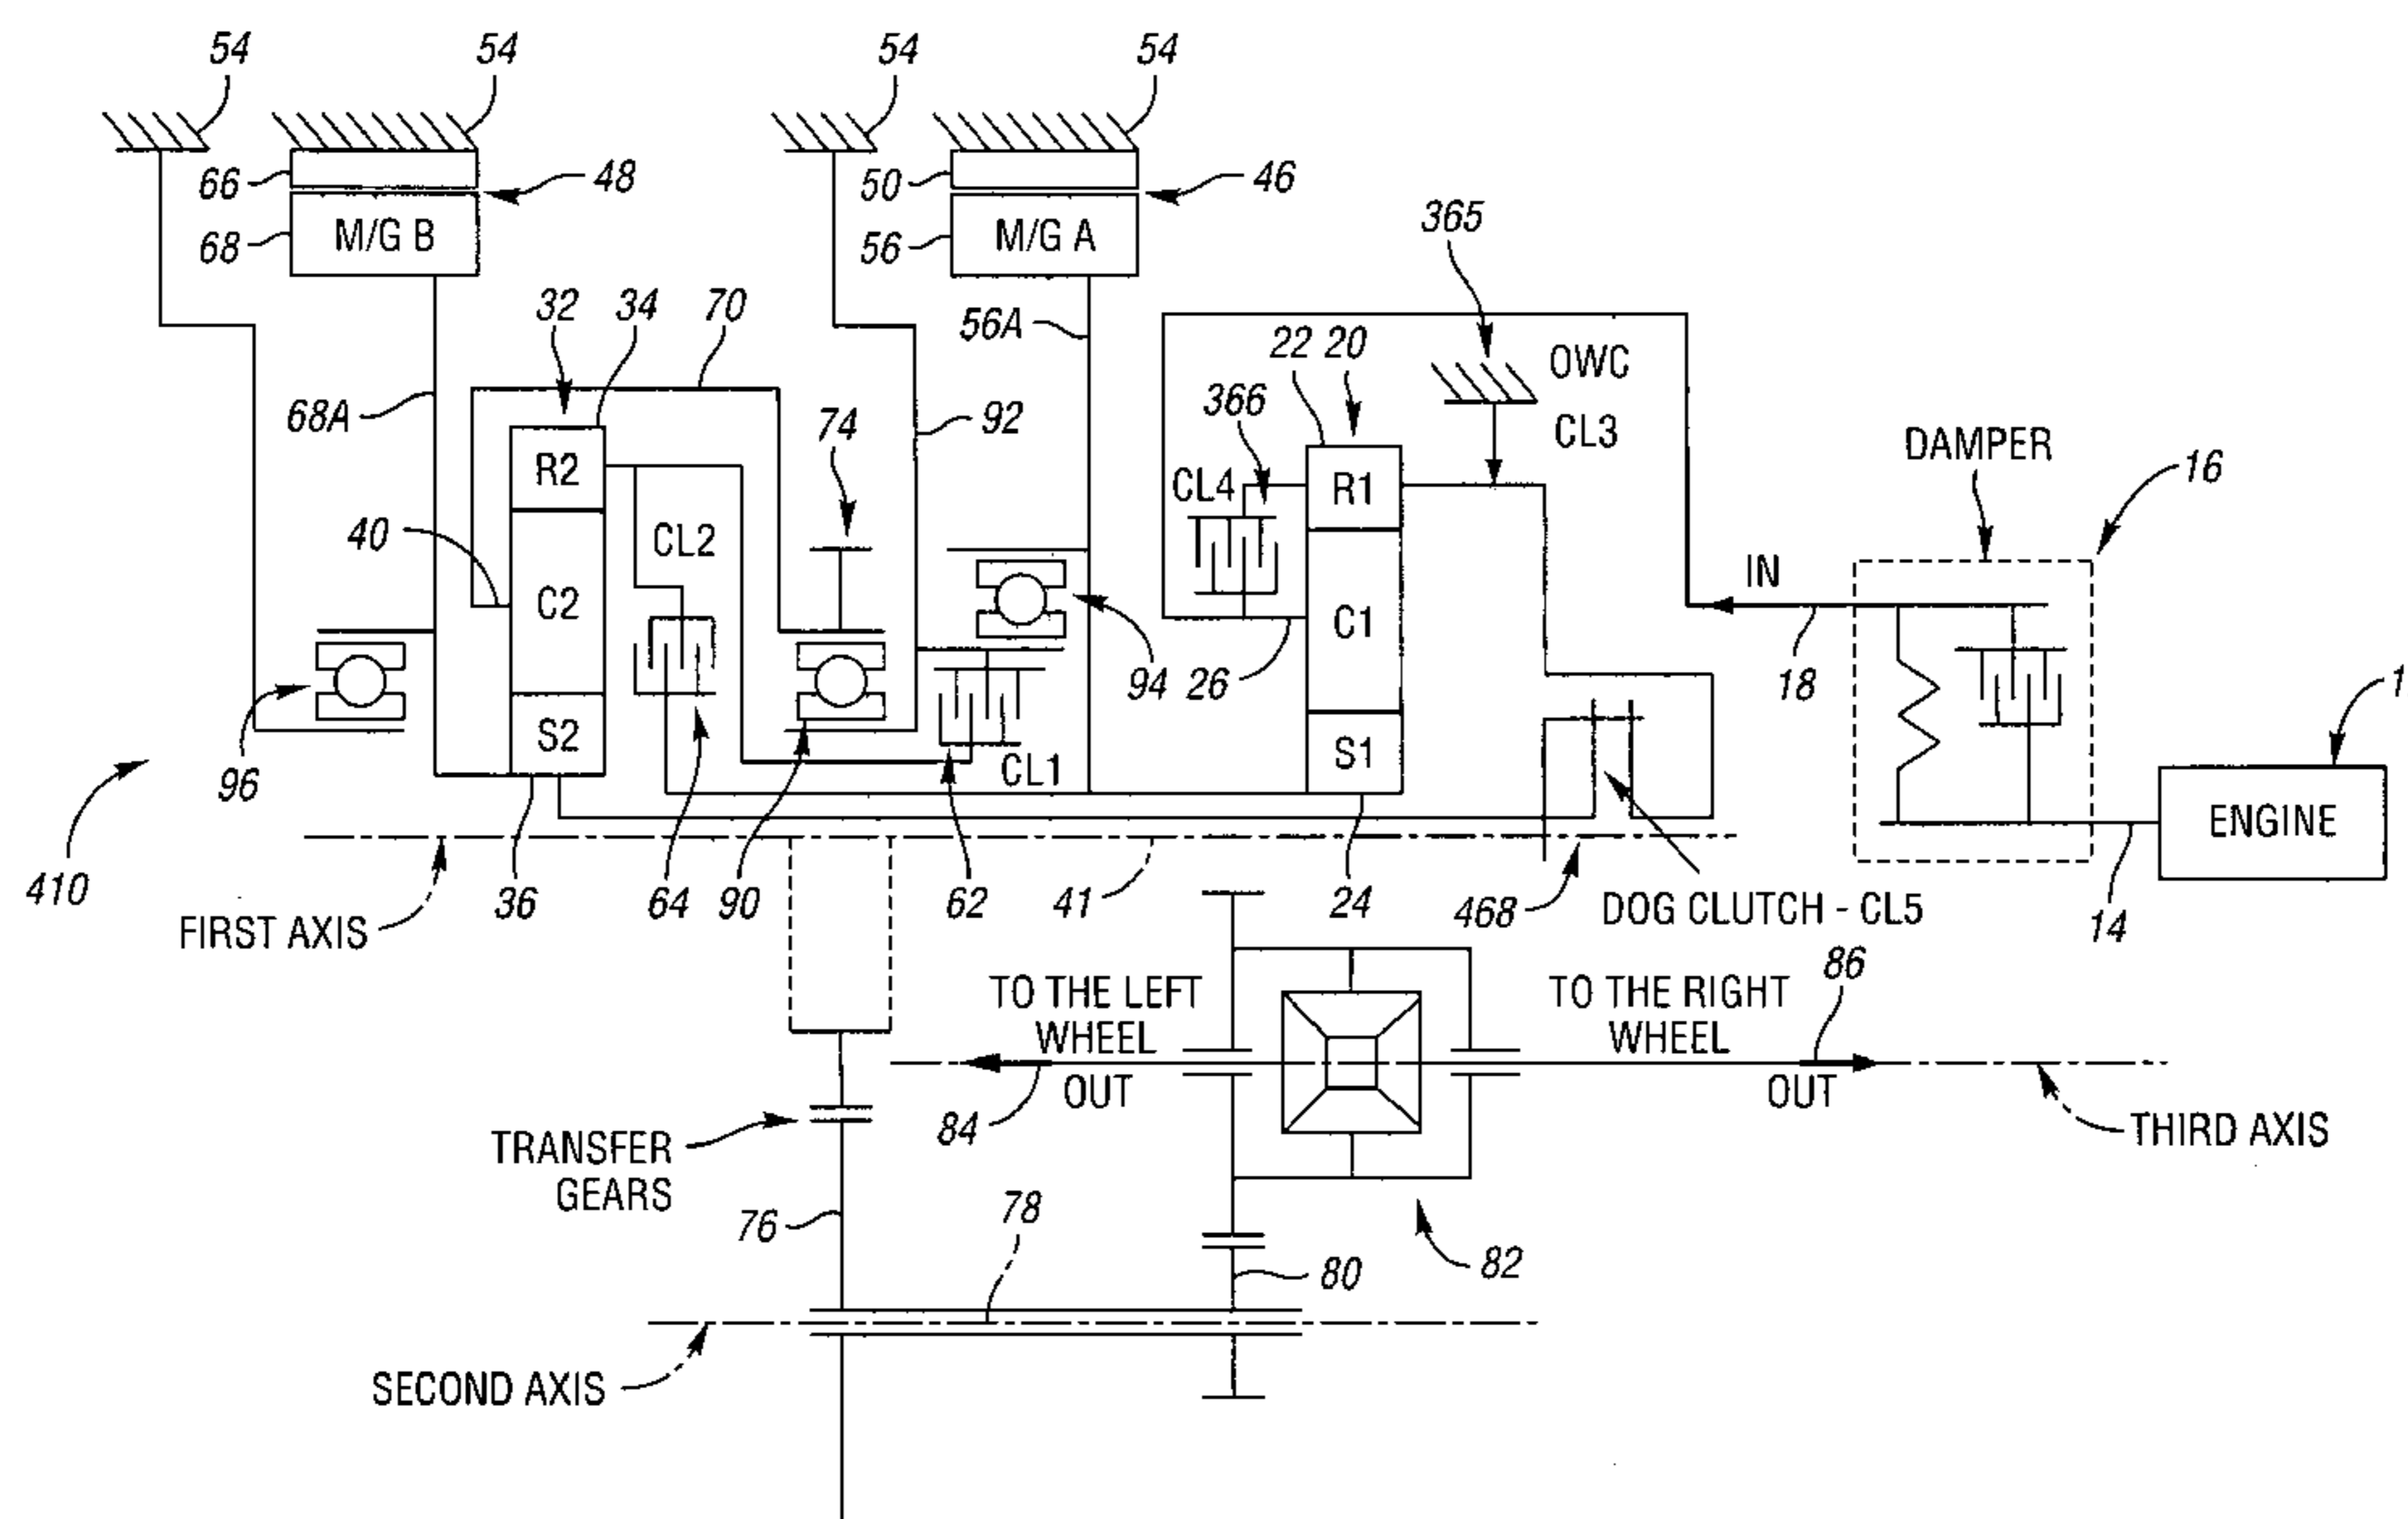 54
54
54
54
66
48
50
46
68
M/G B
56
M/G A
365
32
34
70
56A
22 20
OWC
68A
74
92
366
CL3
DAMPER
16
R2
CL4
R1
40
CL2
IN
C2
C1
94
26
18
1
S2
S1
96
CL1
ENGINE
410
36
64
90
62
41
24
468
DOG CLUTCH - CL5
14
FIRST AXIS
86
TO THE LEFT
WHEEL
OUT
TO THE RIGHT
WHEEL
OUT
84
TRANSFER
GEARS
THIRD AXIS
76
78
80
82
SECOND AXIS